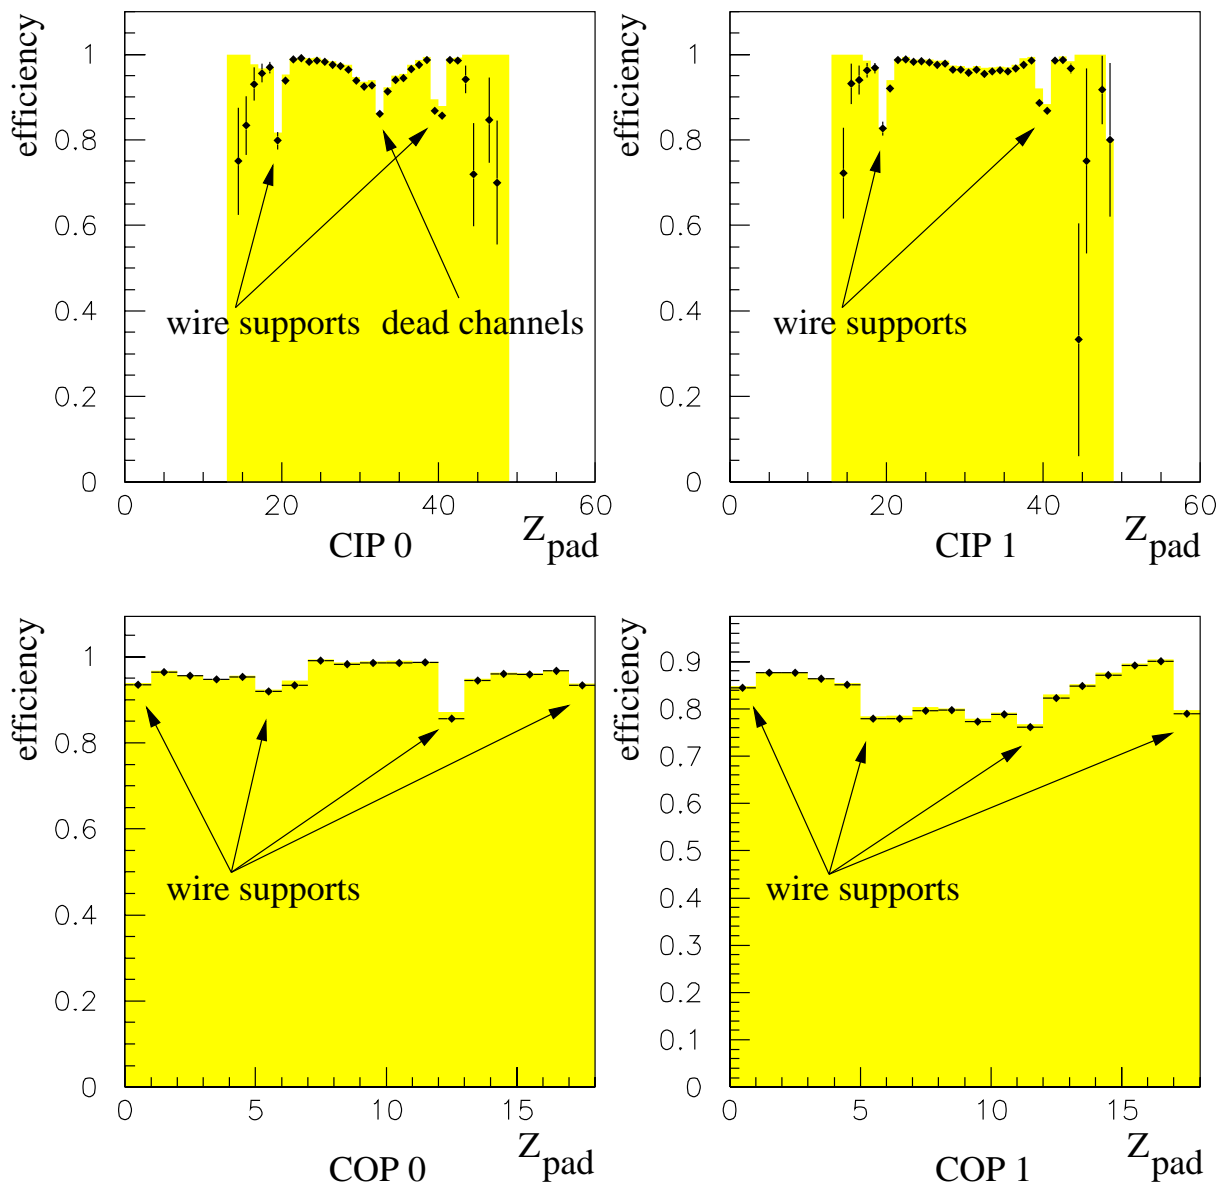 efficiency
1
0.8
0.6
0.4
0.2
0
0 20 40 60
wire supports dead channels
Z pad
CIP 0
efficiency
1
0.8
0.6
0.4
0.2
0
0 20 40 60
wire supports
Z pad
CIP 1
efficiency
1
0.8
0.6
0.4
0.2
0
0 5 10 15
wire supports
Z pad
COP 0
efficiency
0.9
0.8
0.7
0.6
0.5
0.4
0.3
0.2
0.1
0
0 5 10 15
wire supports
Z pad
COP 1